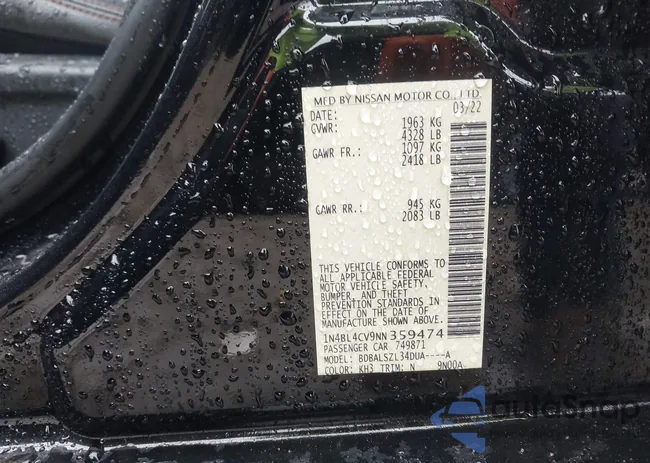 MFD BY NISSAN MOTOR CO., LTD.
DATE: 03/22
GVWR: 1963 KG
4328 LB
GAWR FR.: 1097 KG
2418 LB
GAWR RR.: 945 KG
2083 LB
THIS VEHICLE CONFORMS TO
ALL APPLICABLE FEDERAL
MOTOR VEHICLE SAFETY,
BUMPER, AND THEFT
PREVENTION STANDARDS IN
EFFECT ON THE DATE OF
MANUFACTURE SHOWN ABOVE.
1N4BL4CV9NN359474
PASSENGER CAR 749871
MODEL: BDBALSZL34DUA----A
COLOR: KH3 TRIM: N 9N00A
autoSnap